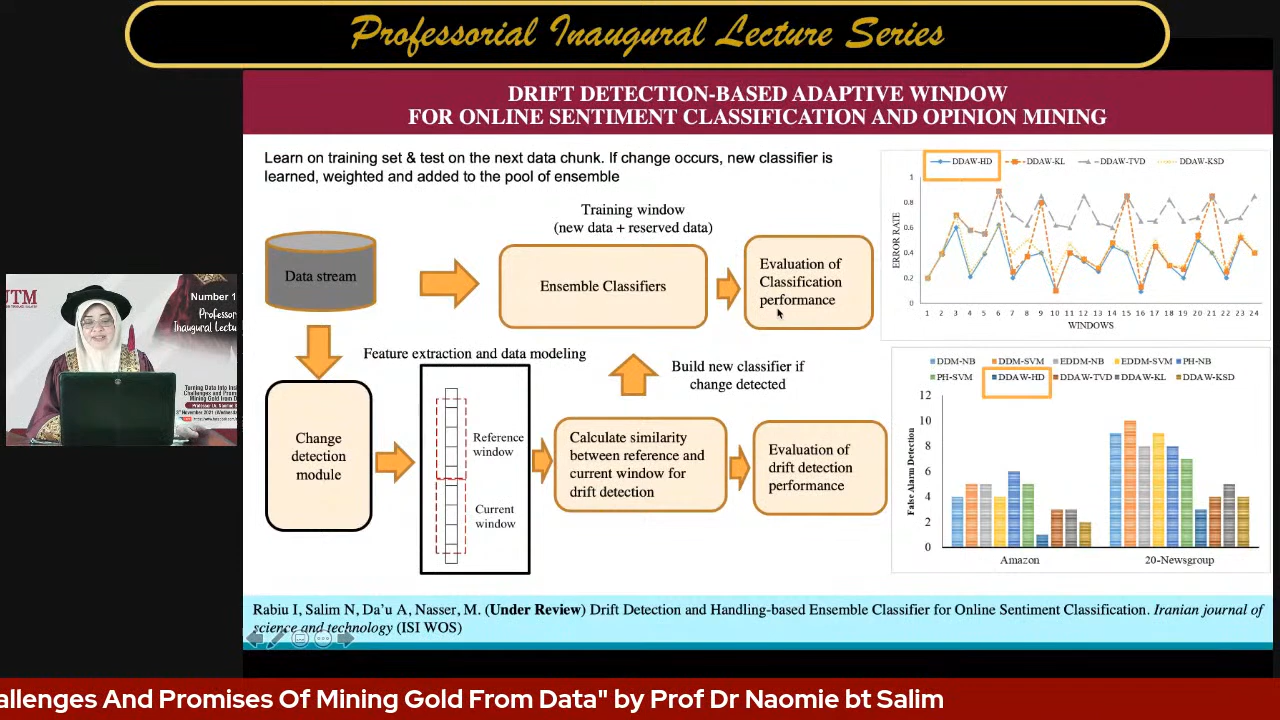 Professorial Inaugural Lecture Series
DRIFT DETECTION-BASED ADAPTIVE WINDOW
FOR ONLINE SENTIMENT CLASSIFICATION AND OPINION MINING
Learn on training set & test on the next data chunk. If change occurs, new classifier is
learned, weighted and added to the pool of ensemble
Training window
(new data + reserved data)
Data stream
Ensemble Classifiers
Evaluation of
Classification
performance
Feature extraction and data modeling
Build new classifier if
change detected
Change
detection
module
Reference
window
Current
window
Calculate similarity
between reference and
current window for
drift detection
Evaluation of
drift detection
performance
DDAW-HD DDAW-KL DDAW-TVD DDAW-KSD
ERROR RATE
1
0.8
0.6
0.4
0.2
0
1 2 3 4 5 6 7 8 9 10 11 12 13 14 15 16 17 18 19 20 21 22 23 24
WINDOWS
DDM-NB DDM-SVM EDDM-NB EDDM-SVM PH-NB
PH-SVM DDAW-HD DDAW-TVD DDAW-KL DDAW-KSD
False Alarm Detection
12
10
8
6
4
2
0
Amazon 20-Newsgroup
Rabiu I, Salim N, Da’u A, Nasser, M. (Under Review) Drift Detection and Handling-based Ensemble Classifier for Online Sentiment Classification. Iranian journal of
science and technology (ISI WOS)
UTM
Number 1
Professor
Inaugural Lectu
Turning Data Into Ins
Challenges and Prom
Mining Gold From D
allenges And Promises Of Mining Gold From Data" by Prof Dr Naomie bt Salim